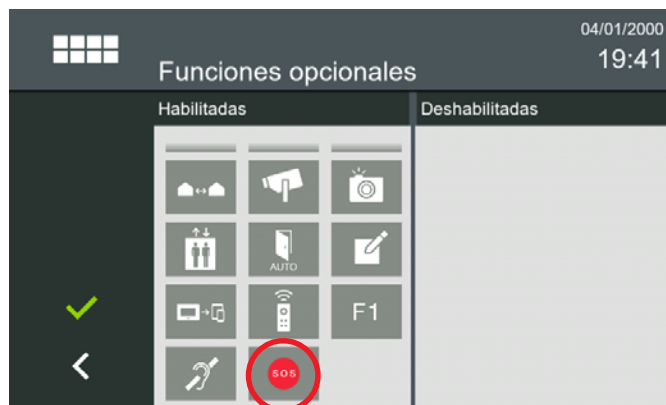 04/01/2000
19:41
Funciones opcionales
Habilitadas
Deshabilitadas
AUTO
F1
SOS